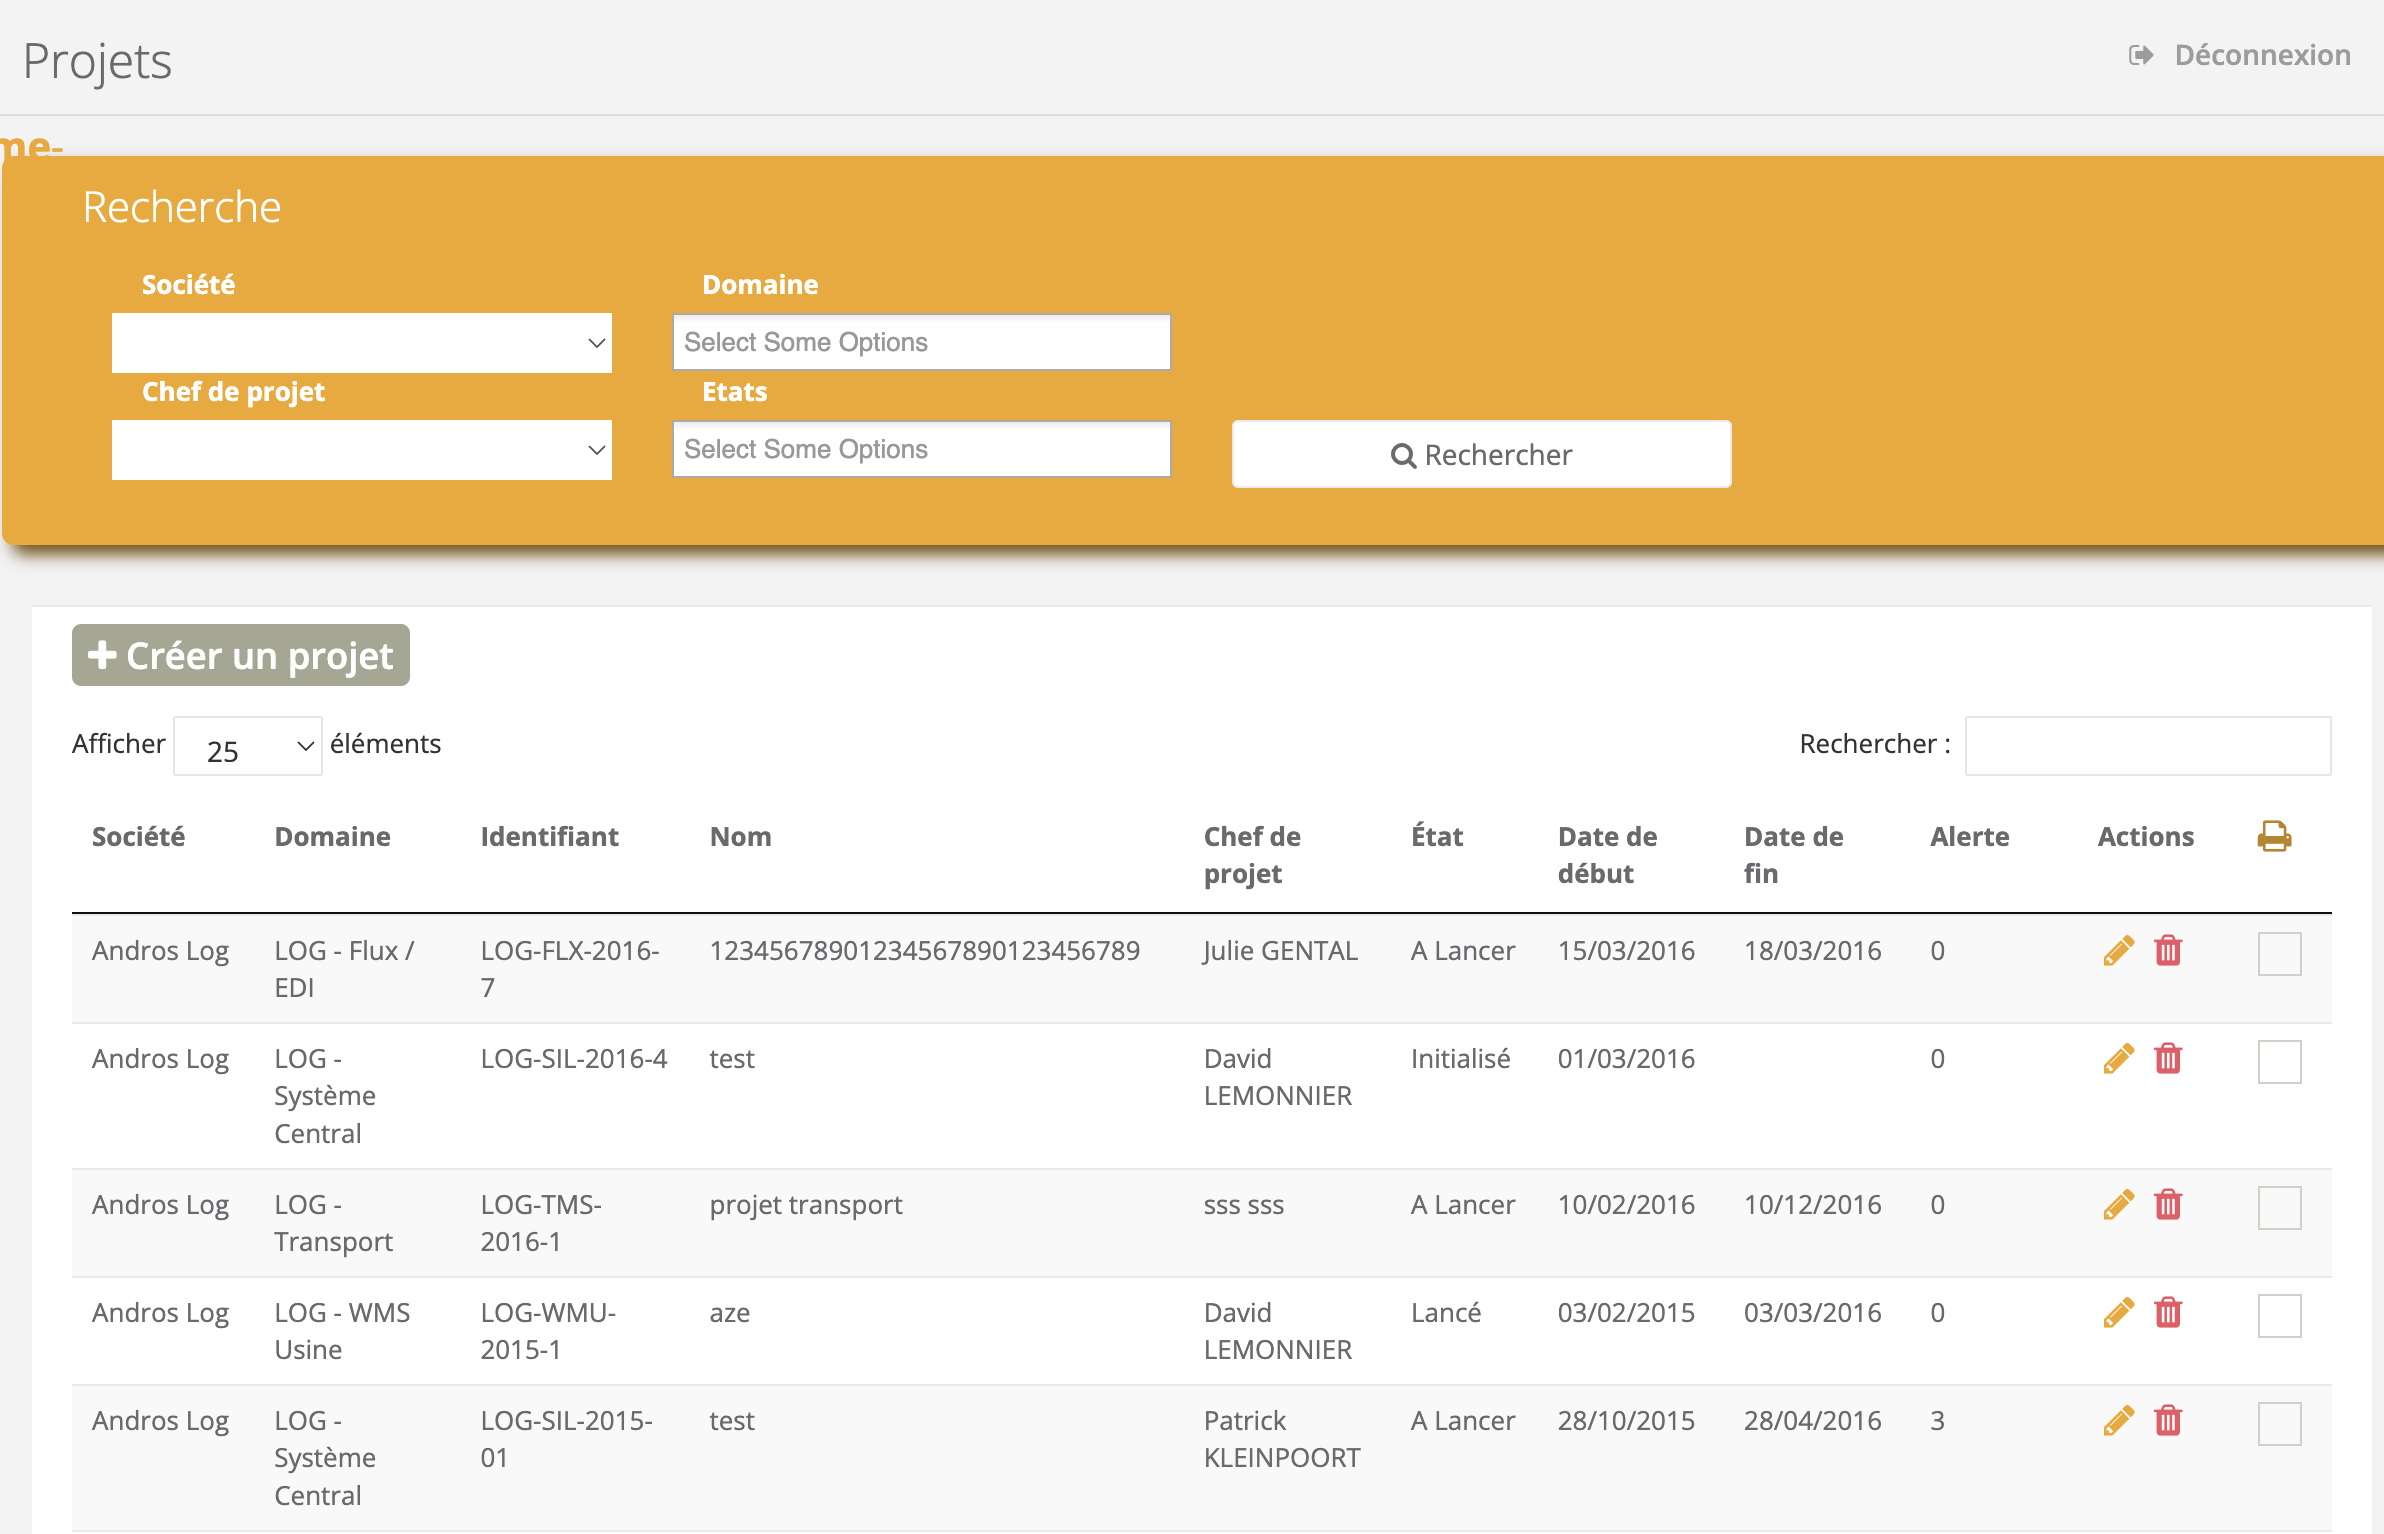 Projets
Déconnexion
me-
Recherche
Société
Domaine
Select Some Options
Chef de projet
Etats
Select Some Options
Rechercher
Créer un projet
Afficher 25 éléments
Rechercher :
Société Domaine Identifiant Nom Chef de État Date de Date de Alerte Actions
projet début fin
Andros Log LOG - Flux / LOG-FLX-2016- 12345678901234567890123456789 Julie GENTAL A Lancer 15/03/2016 18/03/2016 0
EDI 7
Andros Log LOG - LOG-SIL-2016-4 test David Initialisé 01/03/2016 0
Système LEMONNIER
Central
Andros Log LOG - LOG-TMS- projet transport sss sss A Lancer 10/02/2016 10/12/2016 0
Transport 2016-1
Andros Log LOG - WMS LOG-WMU- aze David Lancé 03/02/2015 03/03/2016 0
Usine 2015-1 LEMONNIER
Andros Log LOG - LOG-SIL-2015- test Patrick A Lancer 28/10/2015 28/04/2016 3
Système 01 KLEINPOORT
Central